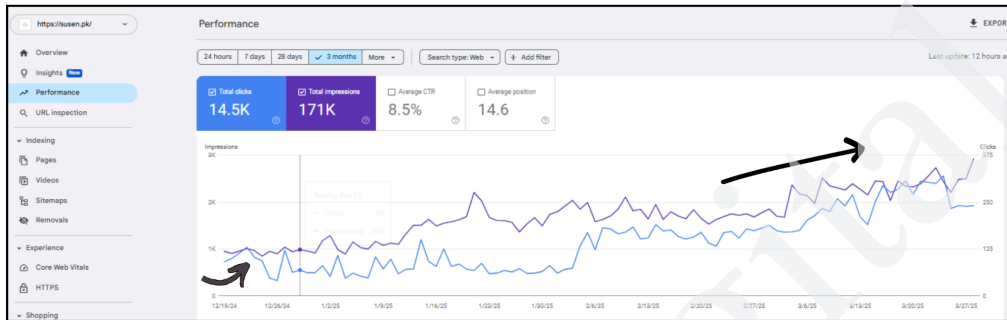 https://susen.pk/
Performance
EXPOR
Overview
Insights New
Performance
URL inspection
24 hours 7 days 28 days 3 months More
Search type: Web + Add filter
Last update: 12 hours a
Total clicks
14.5K
Total impressions
171K
Average CTR
8.5%
Average position
14.6
Indexing
Pages
Videos
Sitemaps
Removals
Experience
Core Web Vitals
HTTPS
Shopping
Impressions
Clicks
3K
375
2K
250
1K
125
0
0
12/19/24 12/26/24 1/2/25 1/9/25 1/16/25 1/23/25 1/30/25 2/6/25 2/13/25 2/20/25 2/27/25 3/6/25 3/13/25 3/20/25 3/27/25